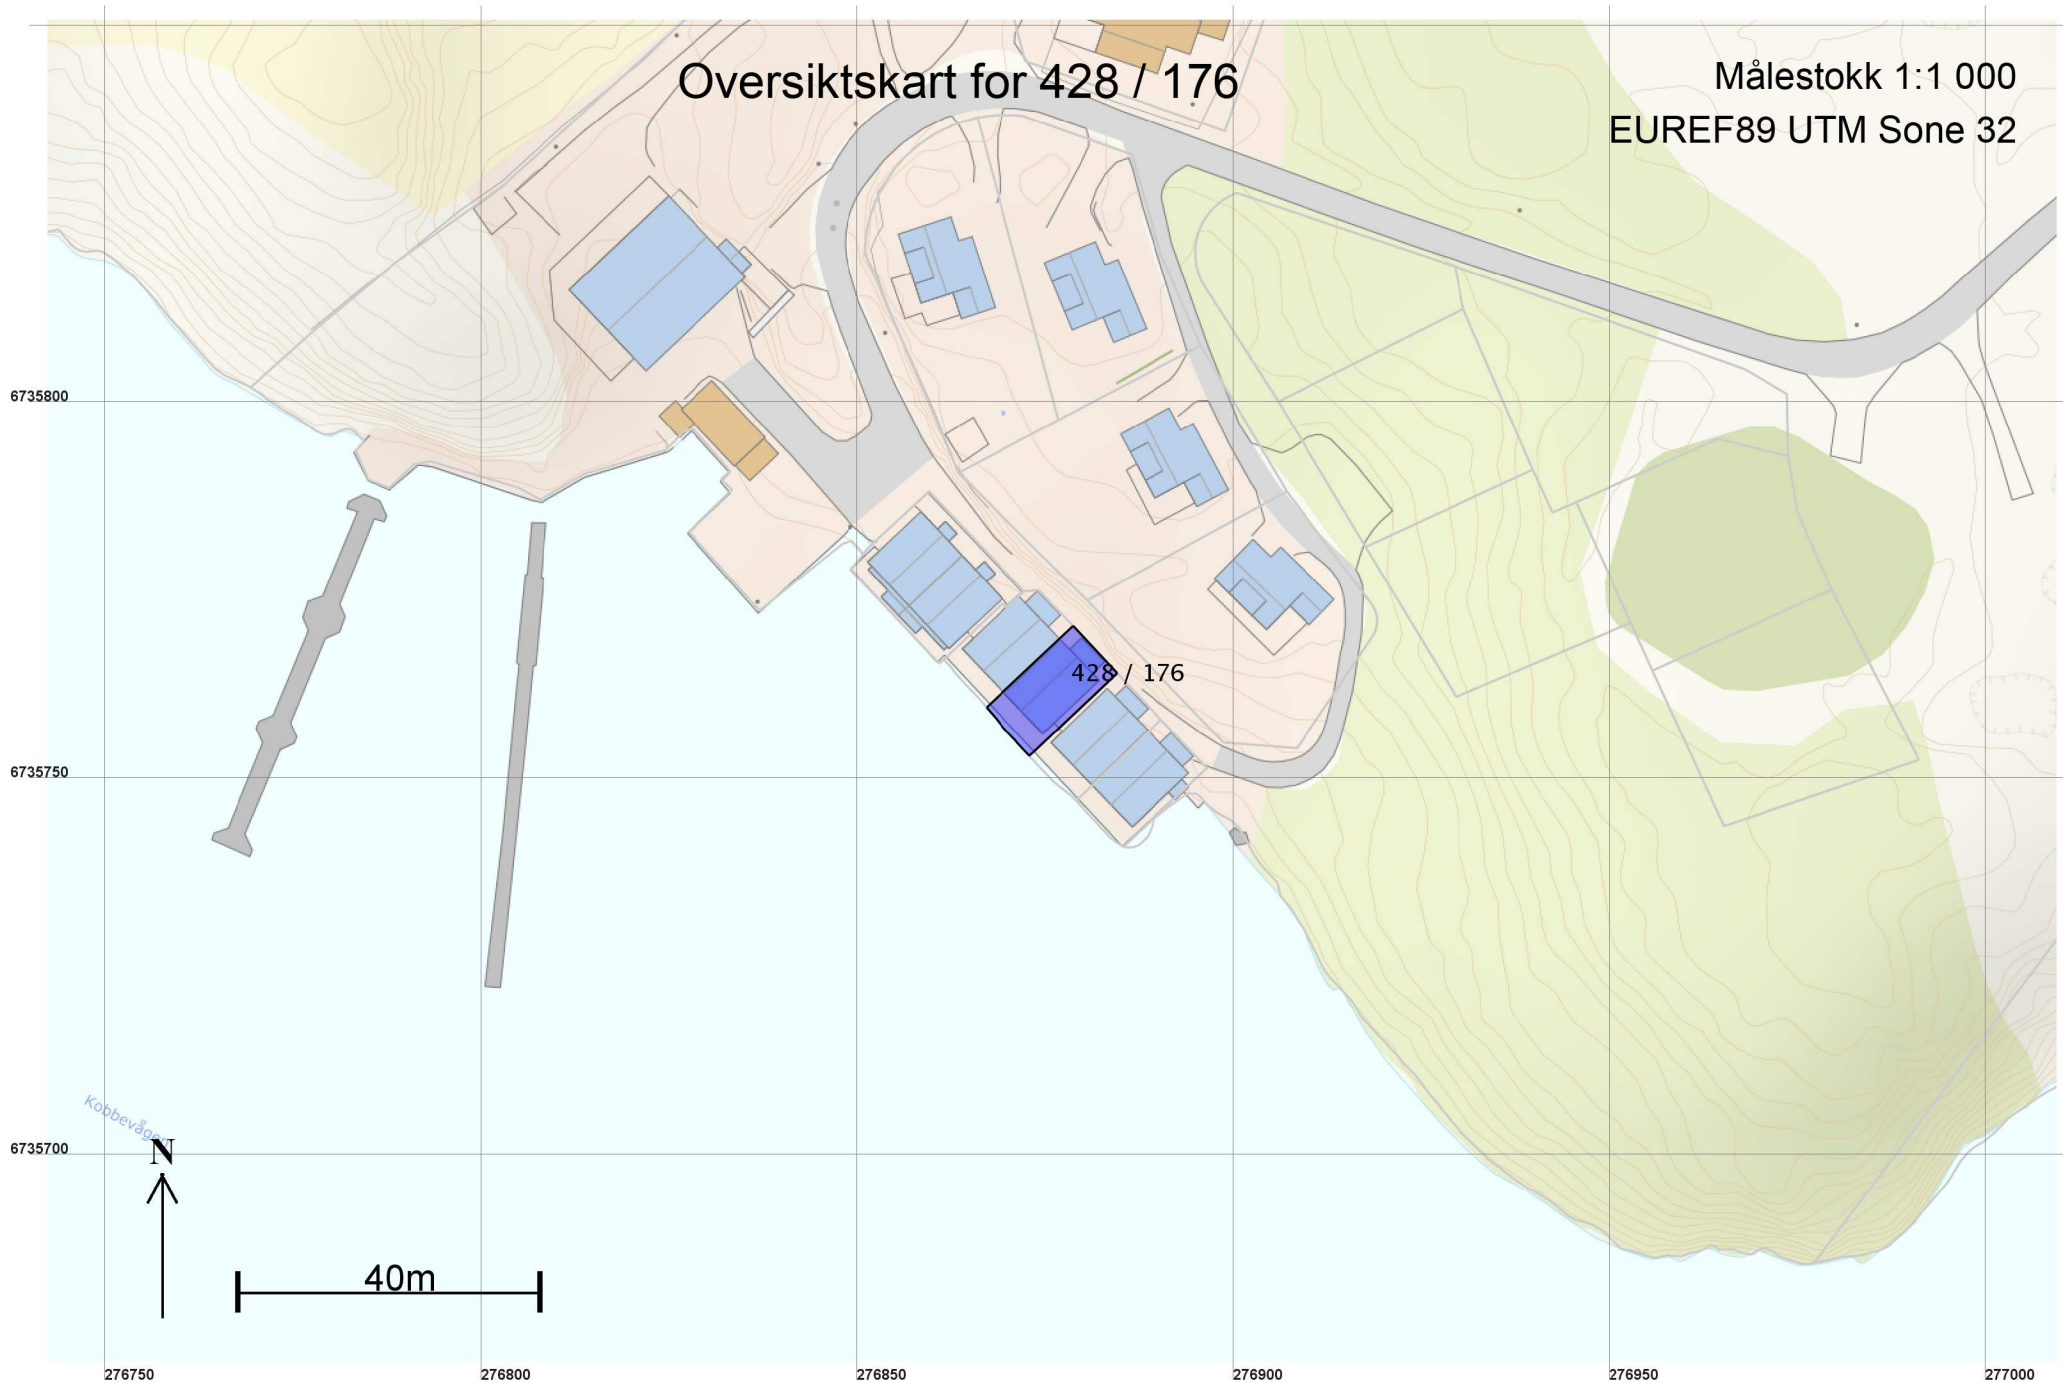 Oversiktskart for 428 / 176
Målestokk 1:1 000
EUREF89 UTM Sone 32
6735800
428 / 176
6735750
Kobbevågen
6735700
N
40m
276750
276800
276850
276900
276950
277000